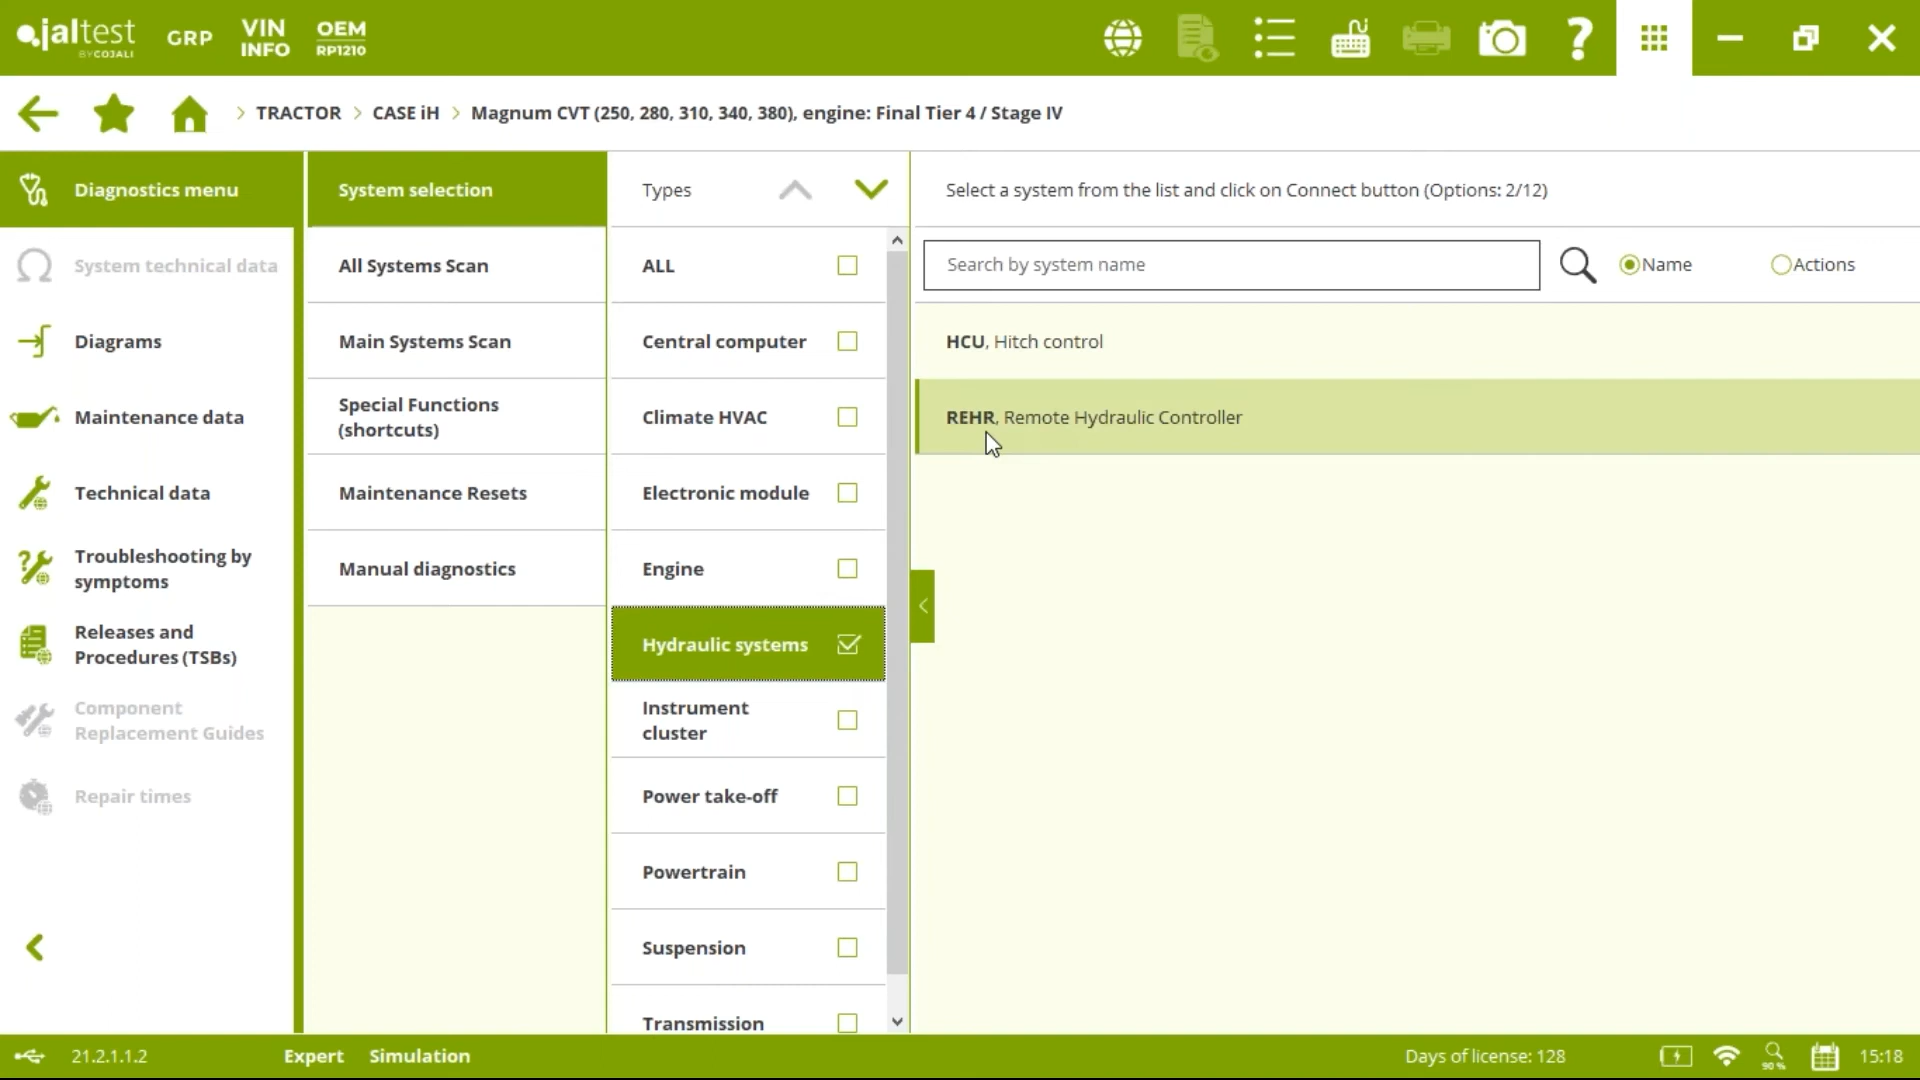 jaltest
BY COJALI
GRP
VIN
INFO
OEM
RP1210
> TRACTOR > CASE iH > Magnum CVT (250, 280, 310, 340, 380), engine: Final Tier 4 / Stage IV
Diagnostics menu
System technical data
Diagrams
Maintenance data
Technical data
Troubleshooting by
symptoms
Releases and
Procedures (TSBs)
Component
Replacement Guides
Repair times
System selection
All Systems Scan
Main Systems Scan
Special Functions
(shortcuts)
Maintenance Resets
Manual diagnostics
Types
ALL
Central computer
Climate HVAC
Electronic module
Engine
Hydraulic systems
Instrument
cluster
Power take-off
Powertrain
Suspension
Transmission
Select a system from the list and click on Connect button (Options: 2/12)
Search by system name
Name
Actions
HCU, Hitch control
REHR, Remote Hydraulic Controller
21.2.1.1.2
Expert
Simulation
Days of license: 128
90 %
15:18